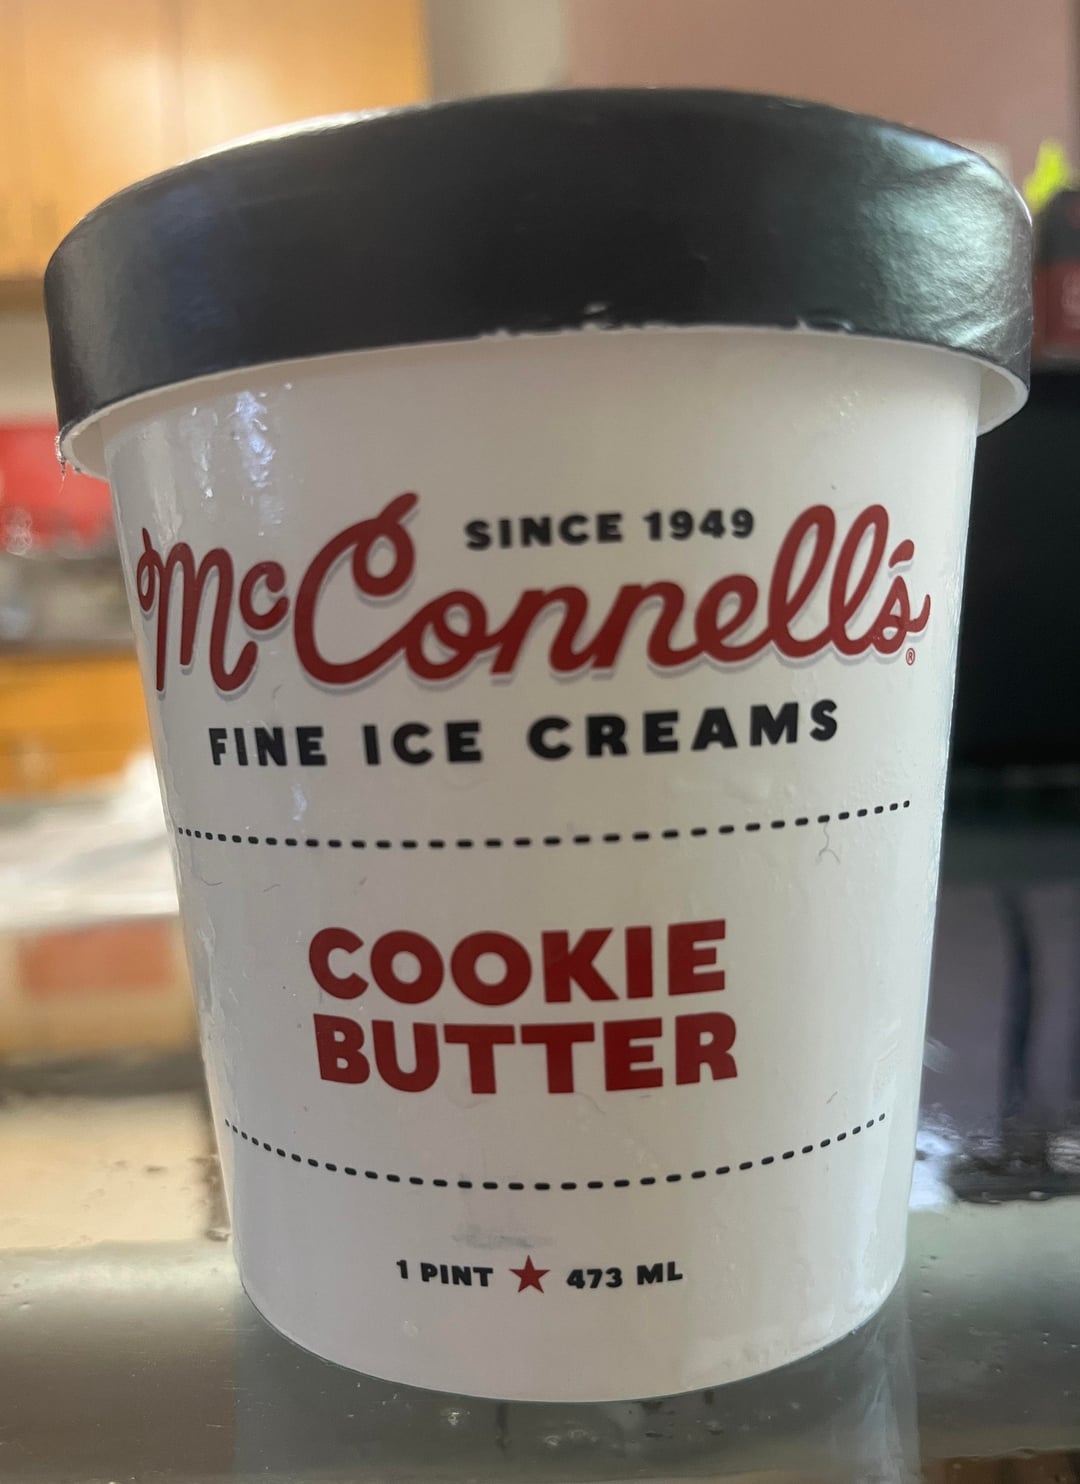 SINCE 1949
McConnell's®
FINE ICE CREAMS
COOKIE
BUTTER
1 PINT ★ 473 ML